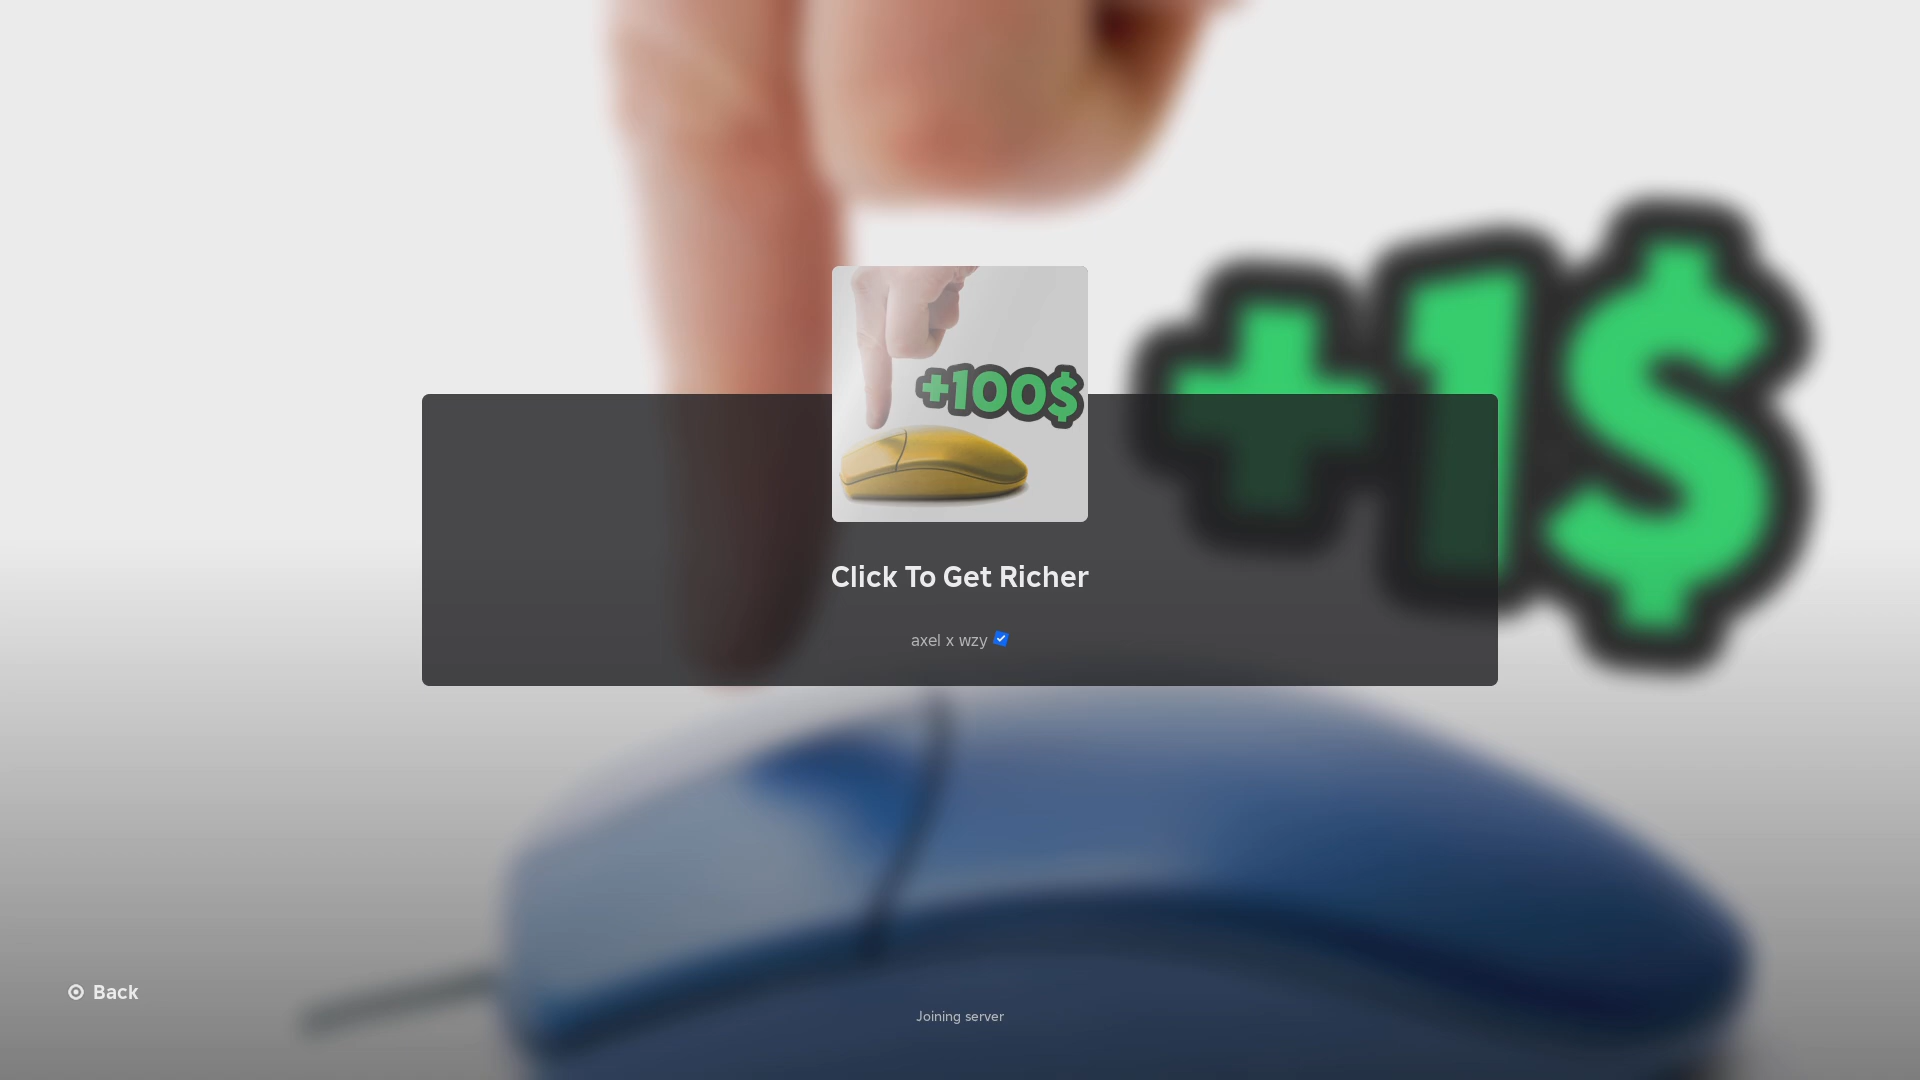 +1$
+100$
Click To Get Richer
axel x wzy
Back
Joining server